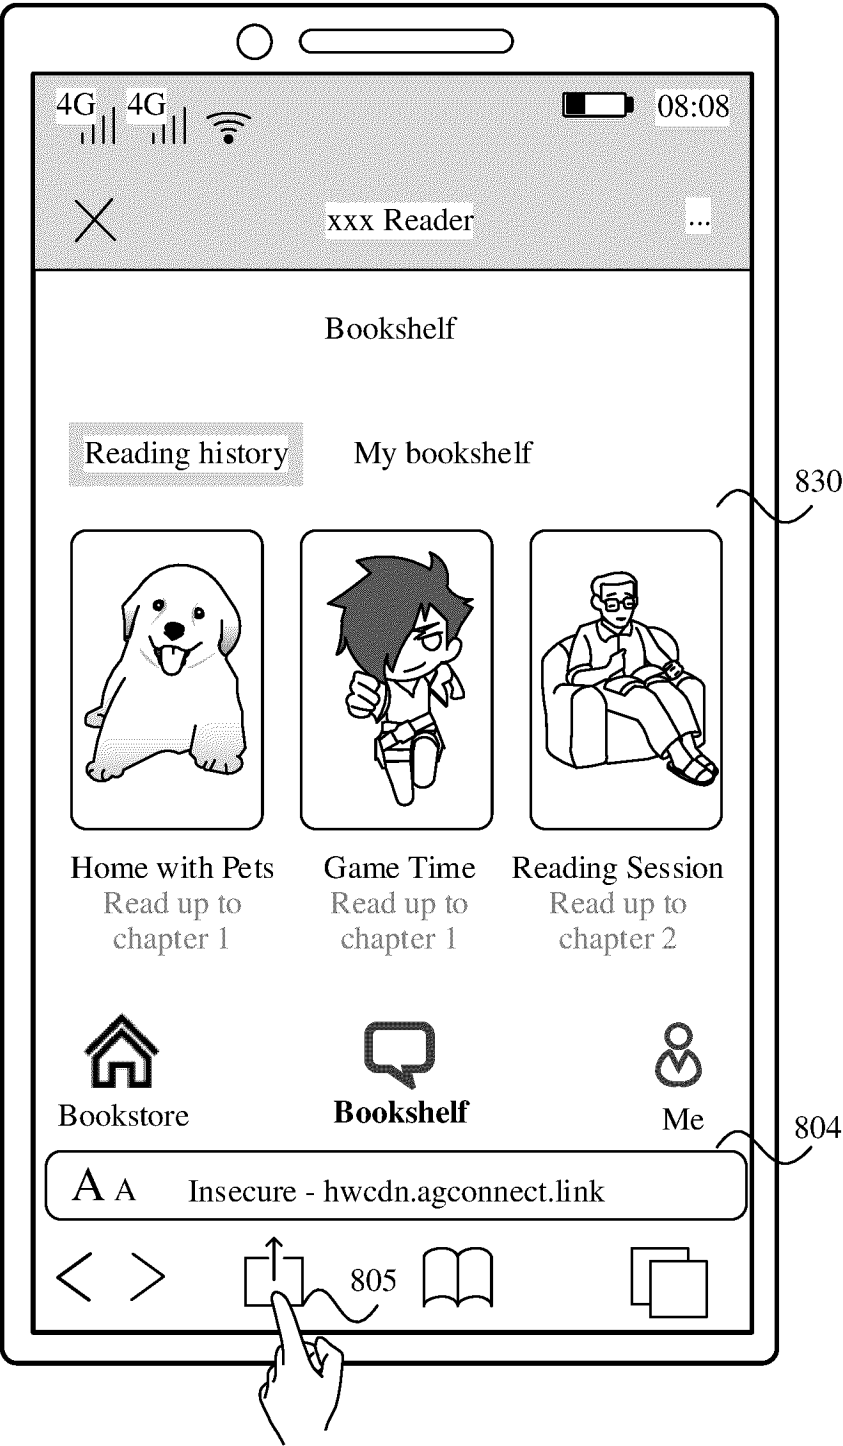 4G 4G 08:08
xxx Reader ...
Bookshelf
Reading history My bookshelf
830
Home with Pets Game Time Reading Session
Read up to Read up to Read up to
chapter 1 chapter 1 chapter 2
Bookstore Bookshelf Me
804
A A Insecure - hwcdn.agconnect.link
805